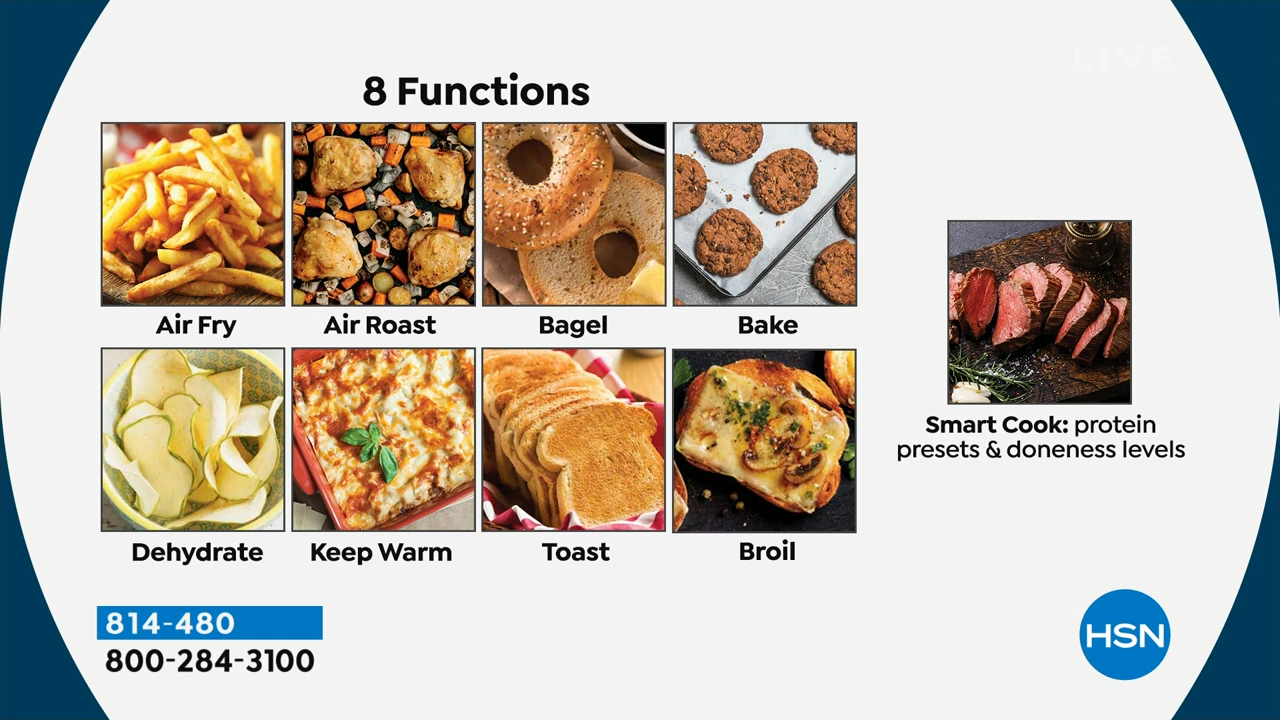 LIVE
8 Functions
Air Fry
Air Roast
Bagel
Bake
Dehydrate
Keep Warm
Toast
Broil
Smart Cook: protein
presets & doneness levels
814-480
800-284-3100
HSN